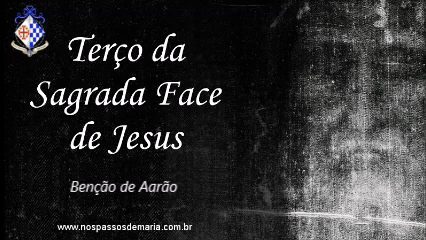 Terço da
Sagrada Face
de Jesus
Benção de Aarão
www.nospassosdemaria.com.br